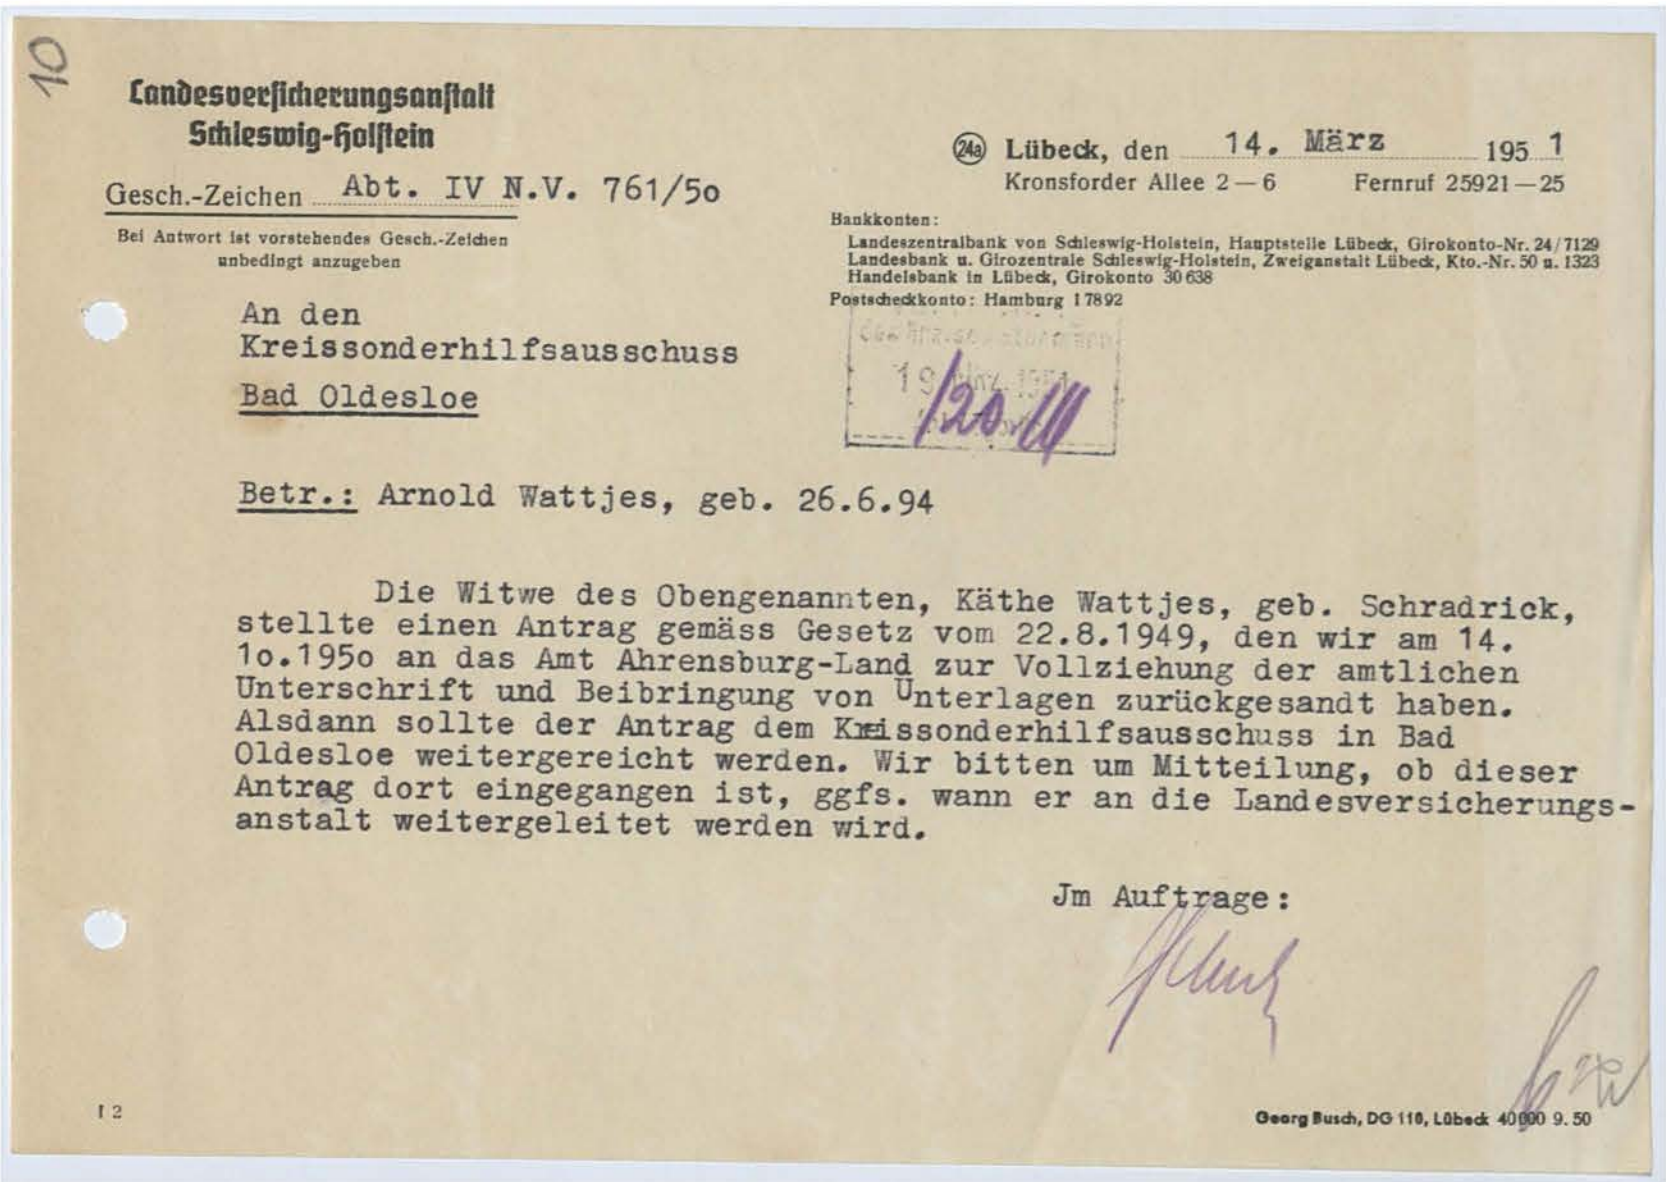 10
Landesversicherungsanstalt
Schleswig-Holstein
24a Lübeck, den 14. März 195 1
Kronsforder Allee 2—6 Fernruf 25921—25
Gesch.-Zeichen Abt. IV N.V. 761/5o
Bei Antwort ist vorstehendes Gesch.-Zeichen
unbedingt anzugeben
Bankkonten:
Landeszentralbank von Schleswig-Holstein, Hauptstelle Lübeck, Girokonto-Nr. 24/7129
Landesbank u. Girozentrale Schleswig-Holstein, Zweiganstalt Lübeck, Kto.-Nr. 50 u. 1323
Handelsbank in Lübeck, Girokonto 30 638
Postscheckkonto: Hamburg 17892
An den
Kreissonderhilfsausschuss
Bad Oldesloe
19. 1951
/20.
Betr.: Arnold Wattjes, geb. 26.6.94
Die Witwe des Obengenannten, Käthe Wattjes, geb. Schradrick,
stellte einen Antrag gemäss Gesetz vom 22.8.1949, den wir am 14.
1o.195o an das Amt Ahrensburg-Land zur Vollziehung der amtlichen
Unterschrift und Beibringung von Unterlagen zurückgesandt haben.
Alsdann sollte der Antrag dem Kreissonderhilfsausschuss in Bad
Oldesloe weitergereicht werden. Wir bitten um Mitteilung, ob dieser
Antrag dort eingegangen ist, ggfs. wann er an die Landesversicherungs-
anstalt weitergeleitet werden wird.
Jm Auftrage:
I 2
Georg Busch, DG 110, Lübeck 40000 9.50